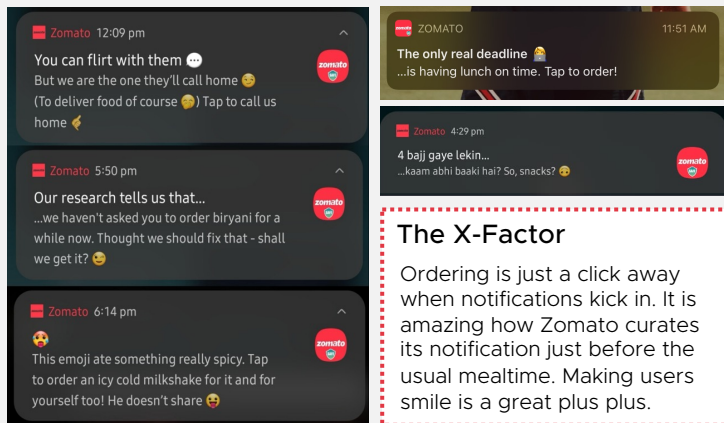 Zomato 12:09 pm
You can flirt with them 💬
But we are the one they'll call home 😉
(To deliver food of course 🤭) Tap to call us
home 🤙
zomato
Zomato 5:50 pm
Our research tells us that...
...we haven't asked you to order biryani for a
while now. Thought we should fix that - shall
we get it? 😉
zomato
Zomato 6:14 pm
🥵
This emoji ate something really spicy. Tap
to order an icy cold milkshake for it and for
yourself too! He doesn't share 😝
zomato
ZOMATO 11:51 AM
The only real deadline 👩‍💻
...is having lunch on time. Tap to order!
Zomato 4:29 pm
4 bajj gaye lekin...
...kaam abhi baaki hai? So, snacks? 🙃
zomato
The X-Factor
Ordering is just a click away
when notifications kick in. It is
amazing how Zomato curates
its notification just before the
usual mealtime. Making users
smile is a great plus plus.